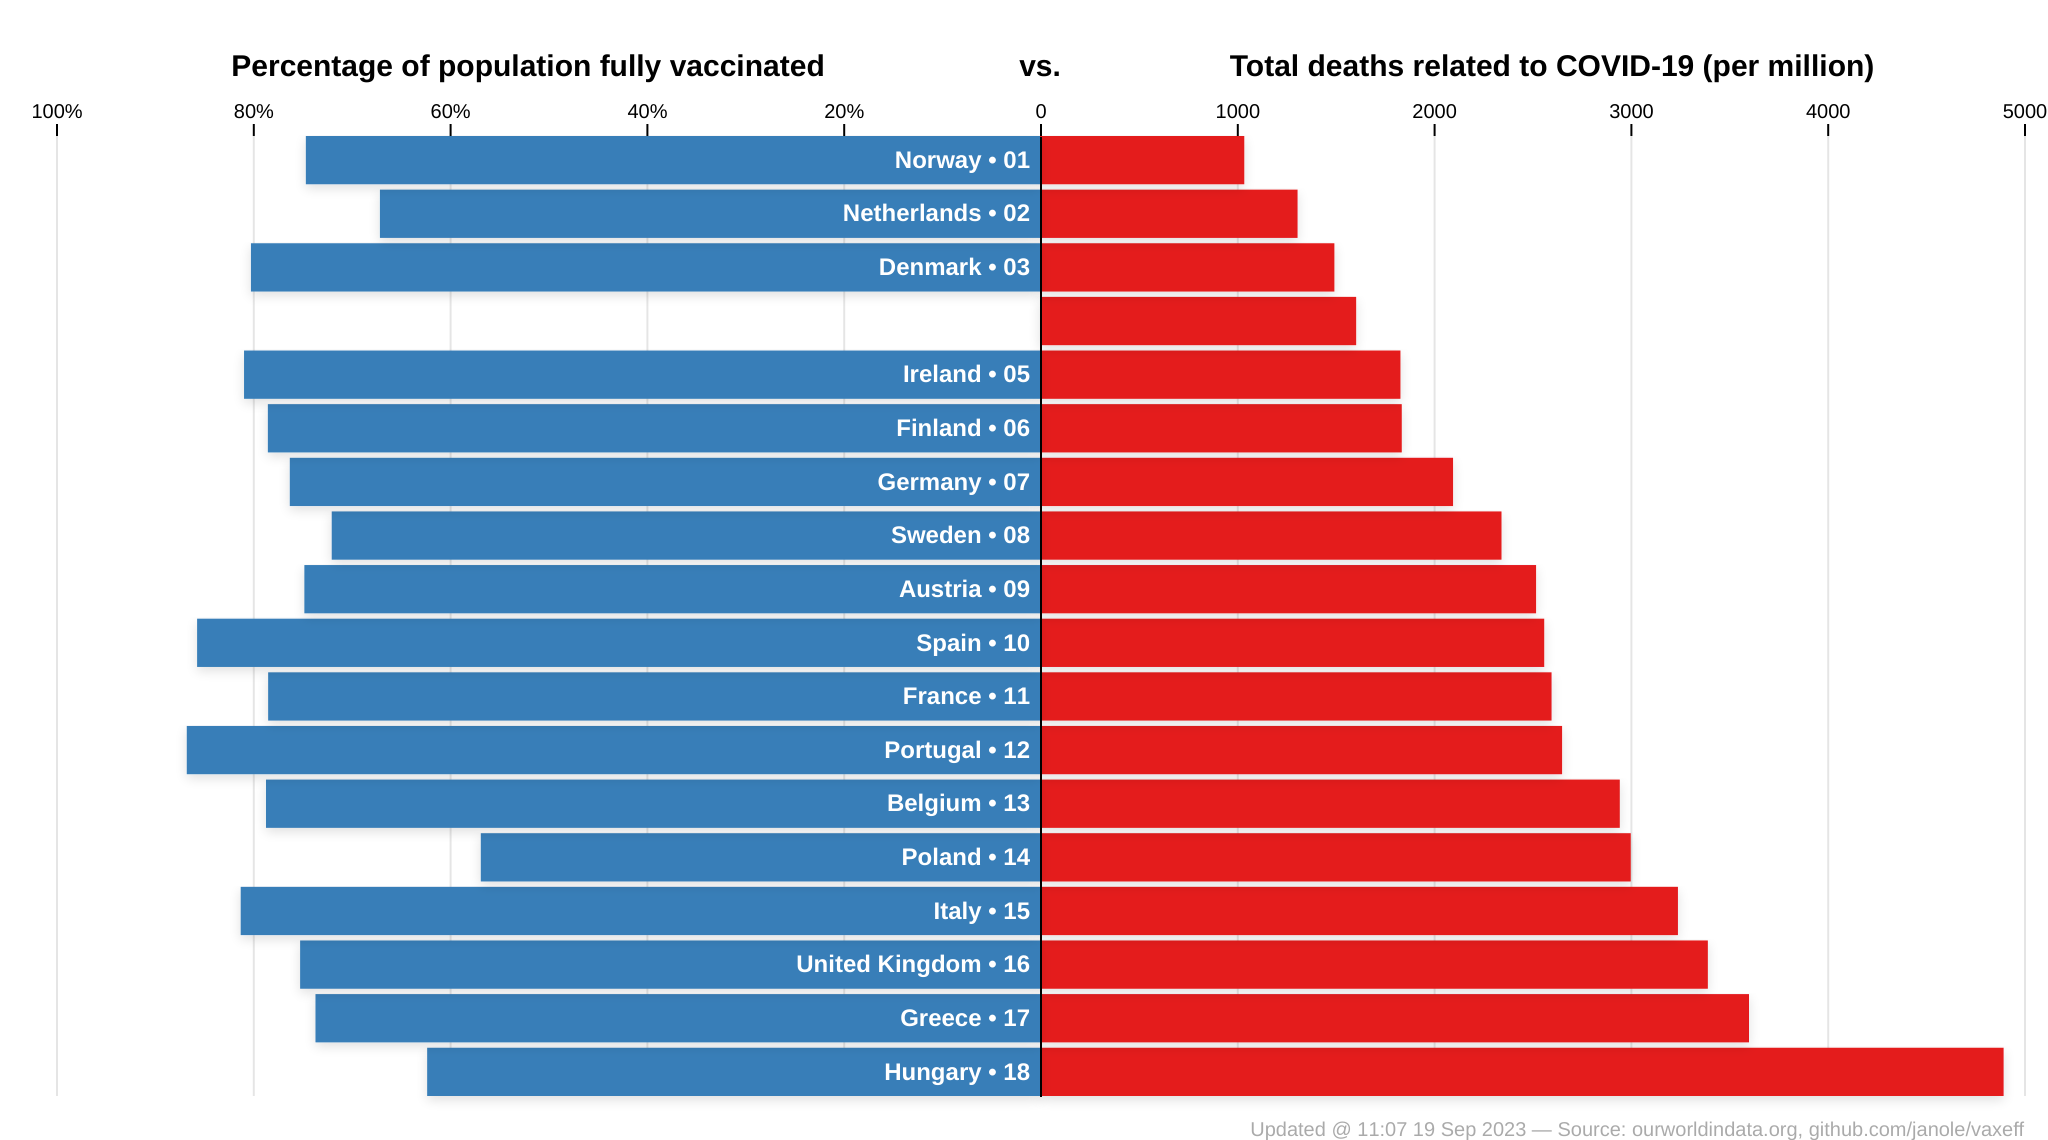 Percentage of population fully vaccinated vs. Total deaths related to COVID-19 (per million)
100% 80% 60% 40% 20% 0 1000 2000 3000 4000 5000
Norway • 01
Netherlands • 02
Denmark • 03
Ireland • 05
Finland • 06
Germany • 07
Sweden • 08
Austria • 09
Spain • 10
France • 11
Portugal • 12
Belgium • 13
Poland • 14
Italy • 15
United Kingdom • 16
Greece • 17
Hungary • 18
Updated @ 11:07 19 Sep 2023 — Source: ourworldindata.org, github.com/janole/vaxeff